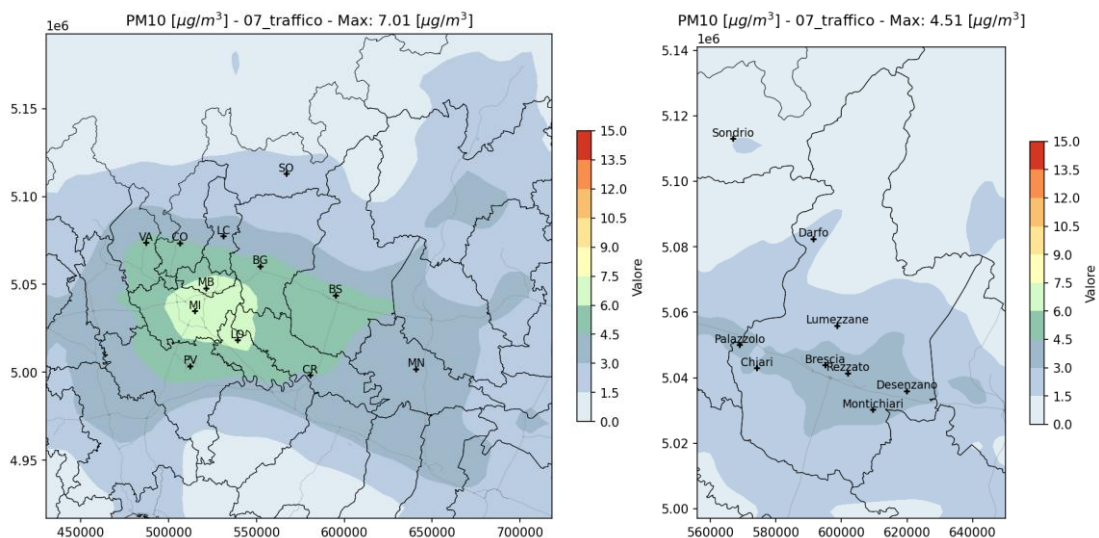 PM10 [μg/m³] - 07_traffico - Max: 7.01 [μg/m³]
1e6
5.15
5.10
5.05
5.00
4.95
450000 500000 550000 600000 650000 700000
SO
VA CO LC
BG
MB BS
MI
LO
PV CR MN
15.0
13.5
12.0
10.5
9.0
7.5
6.0
4.5
3.0
1.5
0.0
Valore
PM10 [μg/m³] - 07_traffico - Max: 4.51 [μg/m³]
1e6
5.14
5.12
5.10
5.08
5.06
5.04
5.02
5.00
560000 580000 600000 620000 640000
Sondrio
Darfo
Lumezzane
Palazzolo
Chiari Brescia
Rezzato
Desenzano
Montichiari
15.0
13.5
12.0
10.5
9.0
7.5
6.0
4.5
3.0
1.5
0.0
Valore